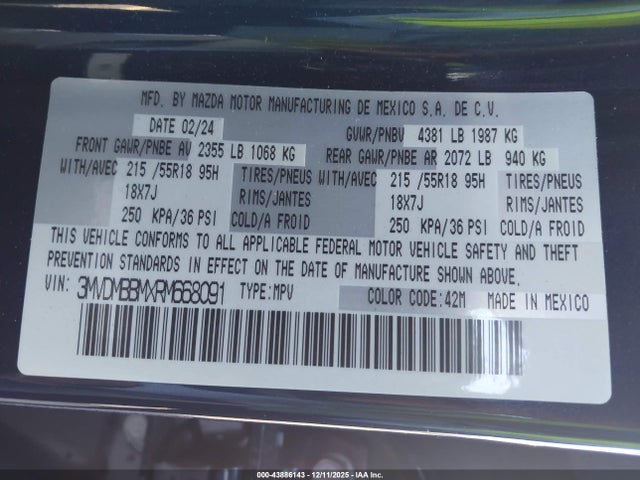 MFD. BY MAZDA MOTOR MANUFACTURING DE MEXICO S.A. DE C.V.
DATE 02/24 GVWR/PNBV 4381 LB 1987 KG
FRONT GAWR/PNBE AV 2355 LB 1068 KG REAR GAWR/PNBE AR 2072 LB 940 KG
WITH/AVEC 215 /55R18 95H TIRES/PNEUS WITH/AVEC 215 /55R18 95H TIRES/PNEUS
18X7J RIMS/JANTES 18X7J RIMS/JANTES
250 KPA/36 PSI COLD/A FROID 250 KPA/36 PSI COLD/A FROID
THIS VEHICLE CONFORMS TO ALL APPLICABLE FEDERAL MOTOR VEHICLE SAFETY AND THEFT
PREVENTION STANDARDS IN EFFECT ON THE DATE OF MANUFACTURE SHOWN ABOVE.
VIN: 3MVDMBBMXRM668091 TYPE:MPV COLOR CODE:42M MADE IN MEXICO
000-43886143 - 12/11/2025 - IAA Inc.